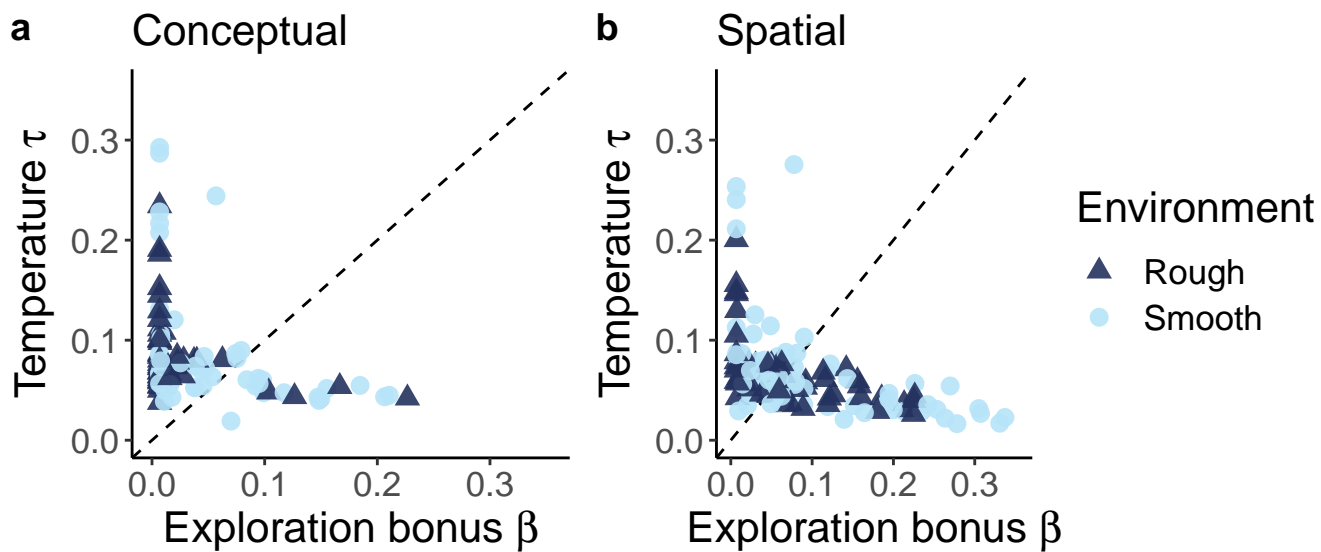 a Conceptual
Temperature τ
0.3
0.2
0.1
0.0
0.0 0.1 0.2 0.3
Exploration bonus β
b Spatial
Temperature τ
0.3
0.2
0.1
0.0
0.0 0.1 0.2 0.3
Exploration bonus β
Environment
Rough
Smooth